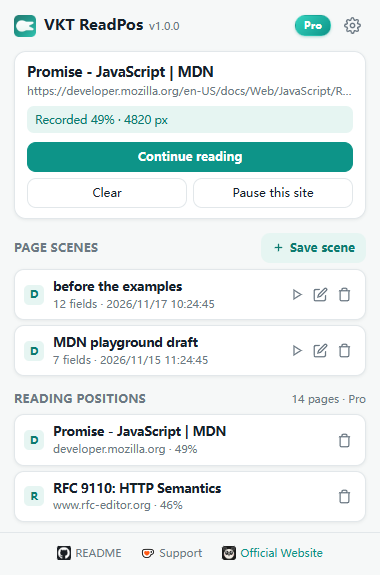 VKT ReadPos v1.0.0 Pro
Promise - JavaScript | MDN
https://developer.mozilla.org/en-US/docs/Web/JavaScript/R...
Recorded 49% · 4820 px
Continue reading
Clear Pause this site
PAGE SCENES + Save scene
D before the examples
12 fields · 2026/11/17 10:24:45
D MDN playground draft
7 fields · 2026/11/15 11:24:45
READING POSITIONS 14 pages · Pro
D Promise - JavaScript | MDN
developer.mozilla.org · 49%
R RFC 9110: HTTP Semantics
www.rfc-editor.org · 46%
README Support Official Website